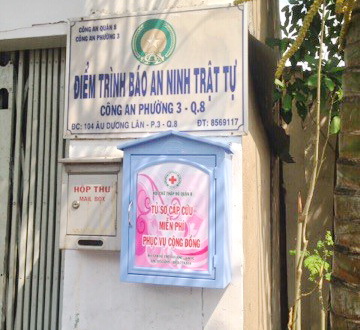 CÔNG AN QUẬN 8
CÔNG AN PHƯỜNG 3
ĐIỂM TRÌNH BÁO AN NINH TRẬT TỰ
CÔNG AN PHƯỜNG 3 - Q.8
ĐC: 104 ÂU DƯƠNG LÂN - P.3 - Q.8 ĐT: 8569117
HỘP THƯ
MAIL BOX
TỦ SƠ CẤP CỨU
MIỄN PHÍ
PHỤC VỤ CỘNG ĐỒNG